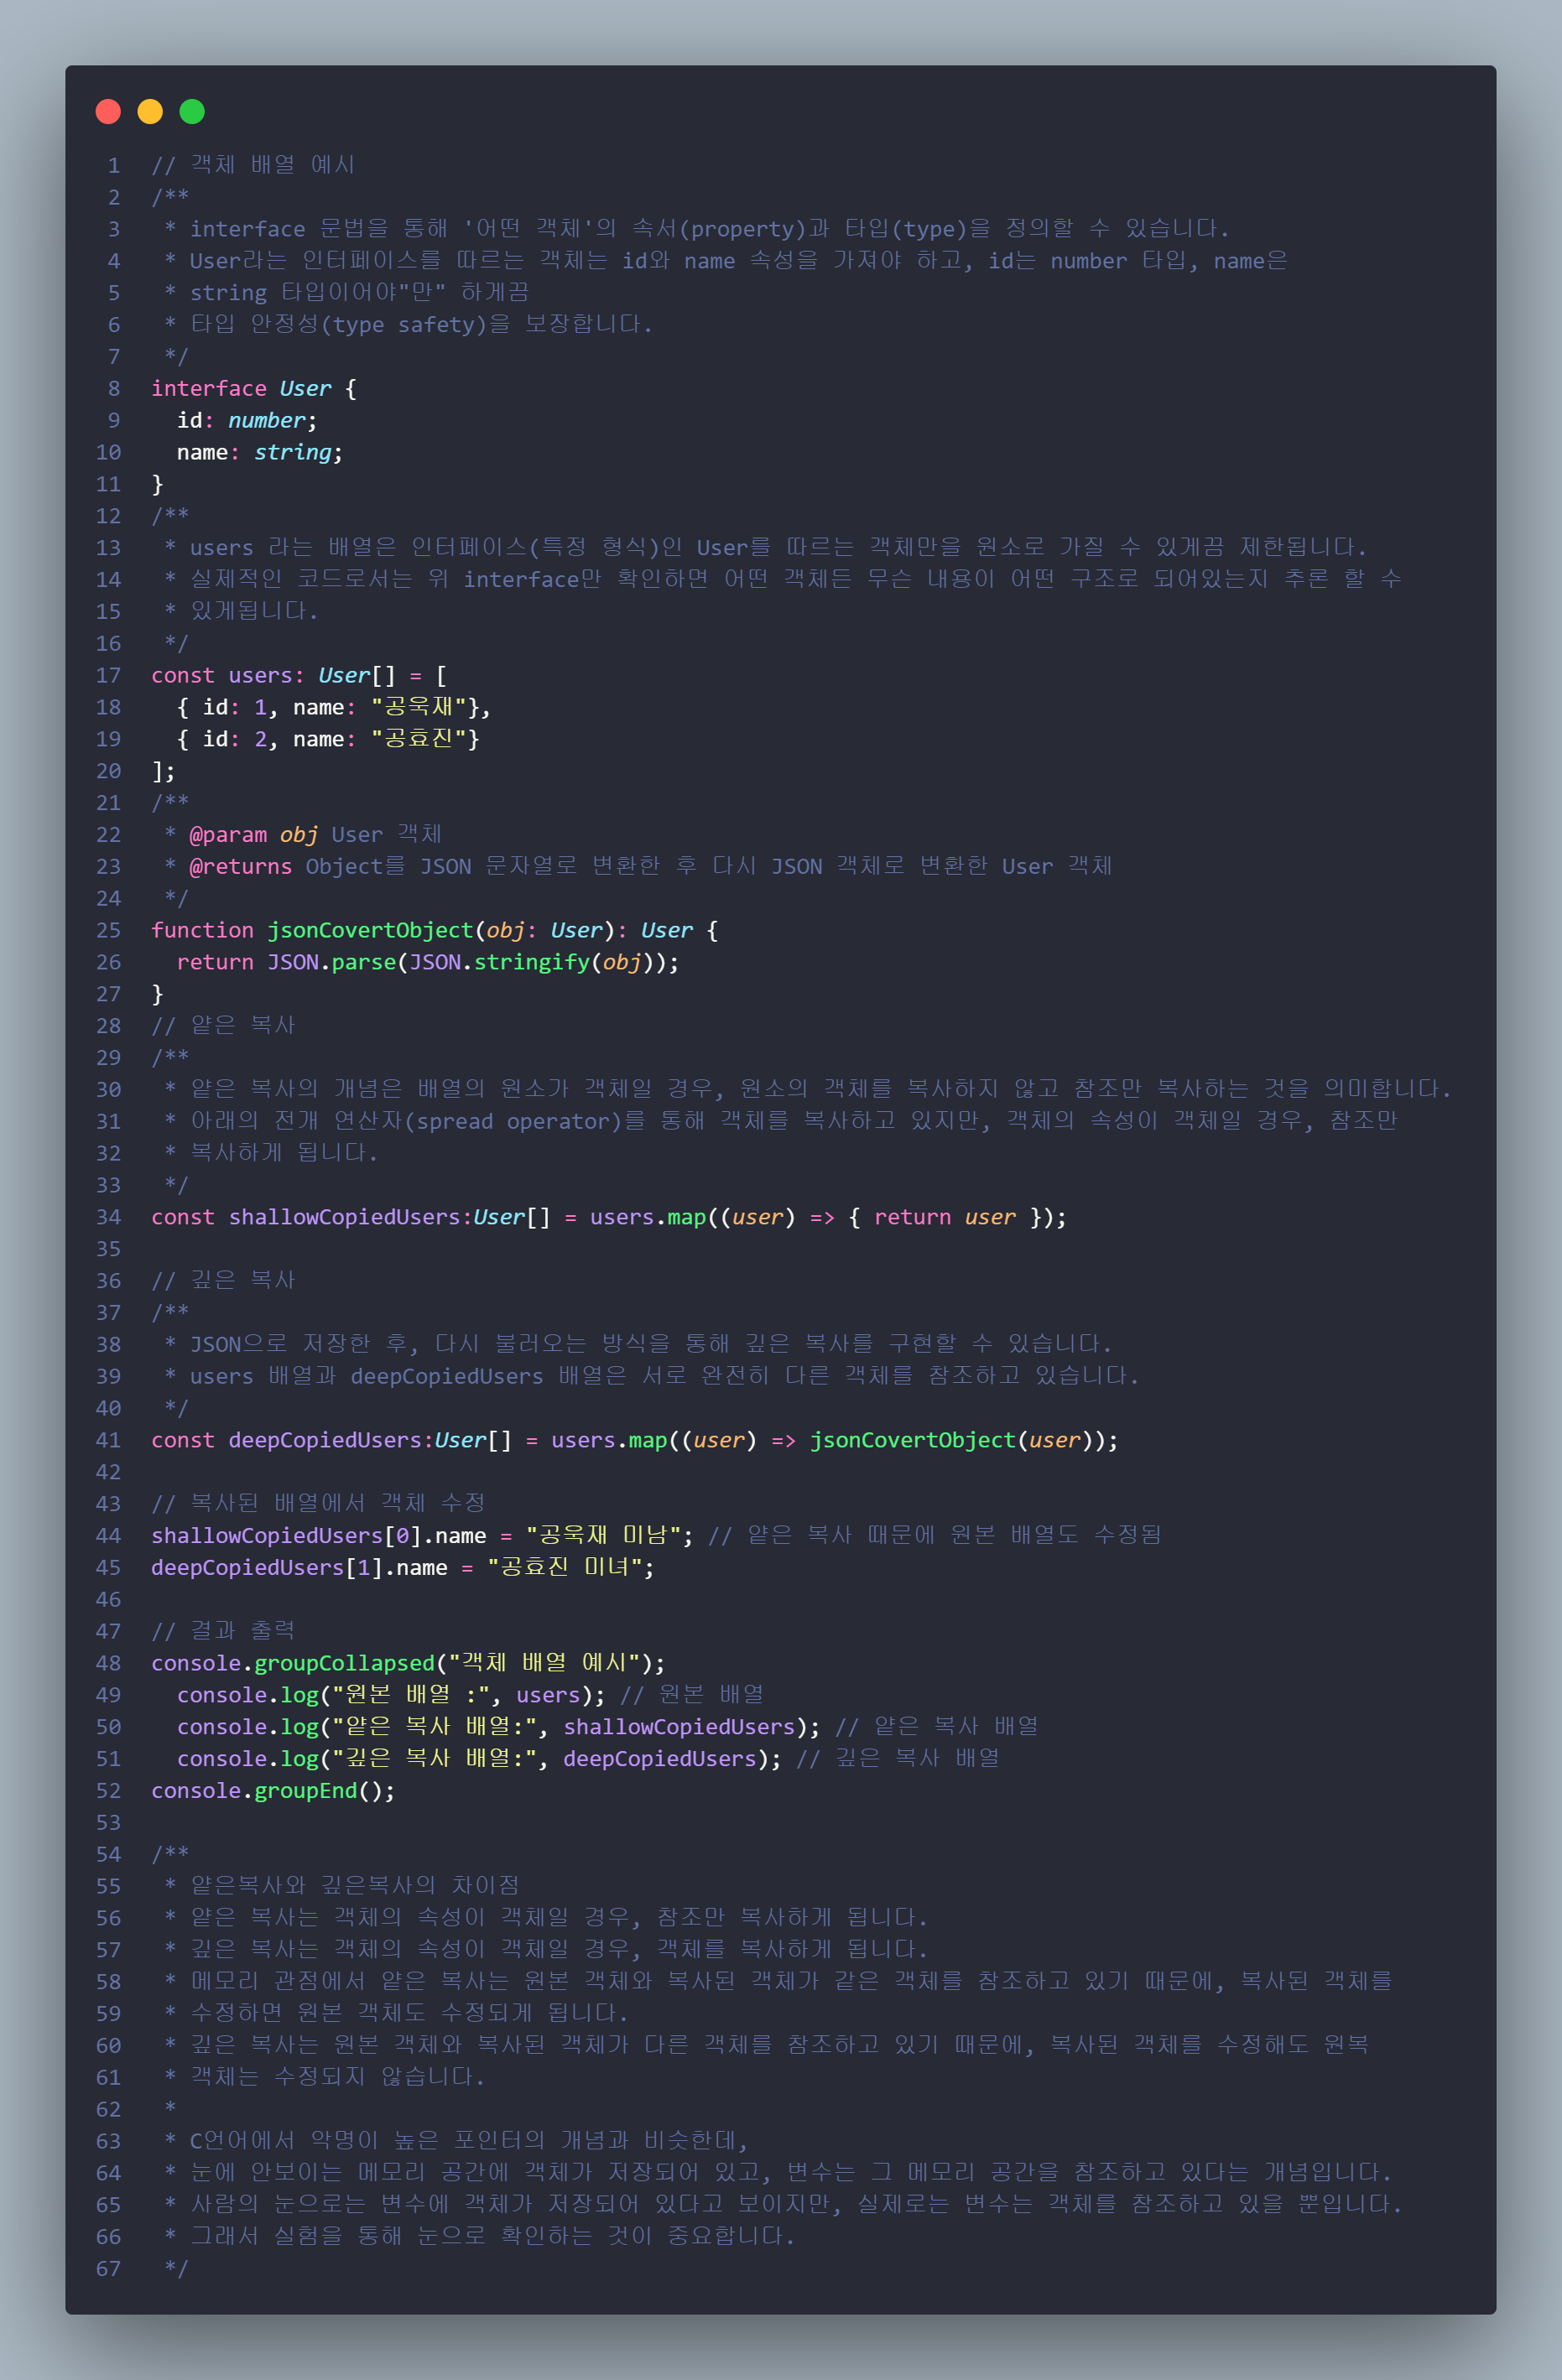 1 // 객체 배열 예시
2 /**
3  * interface 문법을 통해 '어떤 객체'의 속서(property)과 타입(type)을 정의할 수 있습니다.
4  * User라는 인터페이스를 따르는 객체는 id와 name 속성을 가져야 하고, id는 number 타입, name은
5  * string 타입이어야"만" 하게끔
6  * 타입 안정성(type safety)을 보장합니다.
7  */
8 interface User {
9   id: number;
10   name: string;
11 }
12 /**
13  * users 라는 배열은 인터페이스(특정 형식)인 User를 따르는 객체만을 원소로 가질 수 있게끔 제한됩니다.
14  * 실제적인 코드로서는 위 interface만 확인하면 어떤 객체든 무슨 내용이 어떤 구조로 되어있는지 추론 할 수
15  * 있게됩니다.
16  */
17 const users: User[] = [
18   { id: 1, name: "공욱재"},
19   { id: 2, name: "공효진"}
20 ];
21 /**
22  * @param obj User 객체
23  * @returns Object를 JSON 문자열로 변환한 후 다시 JSON 객체로 변환한 User 객체
24  */
25 function jsonCovertObject(obj: User): User {
26   return JSON.parse(JSON.stringify(obj));
27 }
28 // 얕은 복사
29 /**
30  * 얕은 복사의 개념은 배열의 원소가 객체일 경우, 원소의 객체를 복사하지 않고 참조만 복사하는 것을 의미합니다.
31  * 아래의 전개 연산자(spread operator)를 통해 객체를 복사하고 있지만, 객체의 속성이 객체일 경우, 참조만
32  * 복사하게 됩니다.
33  */
34 const shallowCopiedUsers:User[] = users.map((user) => { return user });
35
36 // 깊은 복사
37 /**
38  * JSON으로 저장한 후, 다시 불러오는 방식을 통해 깊은 복사를 구현할 수 있습니다.
39  * users 배열과 deepCopiedUsers 배열은 서로 완전히 다른 객체를 참조하고 있습니다.
40  */
41 const deepCopiedUsers:User[] = users.map((user) => jsonCovertObject(user));
42
43 // 복사된 배열에서 객체 수정
44 shallowCopiedUsers[0].name = "공욱재 미남"; // 얕은 복사 때문에 원본 배열도 수정됨
45 deepCopiedUsers[1].name = "공효진 미녀";
46
47 // 결과 출력
48 console.groupCollapsed("객체 배열 예시");
49   console.log("원본 배열 :", users); // 원본 배열
50   console.log("얕은 복사 배열:", shallowCopiedUsers); // 얕은 복사 배열
51   console.log("깊은 복사 배열:", deepCopiedUsers); // 깊은 복사 배열
52 console.groupEnd();
53
54 /**
55  * 얕은복사와 깊은복사의 차이점
56  * 얕은 복사는 객체의 속성이 객체일 경우, 참조만 복사하게 됩니다.
57  * 깊은 복사는 객체의 속성이 객체일 경우, 객체를 복사하게 됩니다.
58  * 메모리 관점에서 얕은 복사는 원본 객체와 복사된 객체가 같은 객체를 참조하고 있기 때문에, 복사된 객체를
59  * 수정하면 원본 객체도 수정되게 됩니다.
60  * 깊은 복사는 원본 객체와 복사된 객체가 다른 객체를 참조하고 있기 때문에, 복사된 객체를 수정해도 원복
61  * 객체는 수정되지 않습니다.
62  *
63  * C언어에서 악명이 높은 포인터의 개념과 비슷한데,
64  * 눈에 안보이는 메모리 공간에 객체가 저장되어 있고, 변수는 그 메모리 공간을 참조하고 있다는 개념입니다.
65  * 사람의 눈으로는 변수에 객체가 저장되어 있다고 보이지만, 실제로는 변수는 객체를 참조하고 있을 뿐입니다.
66  * 그래서 실험을 통해 눈으로 확인하는 것이 중요합니다.
67  */